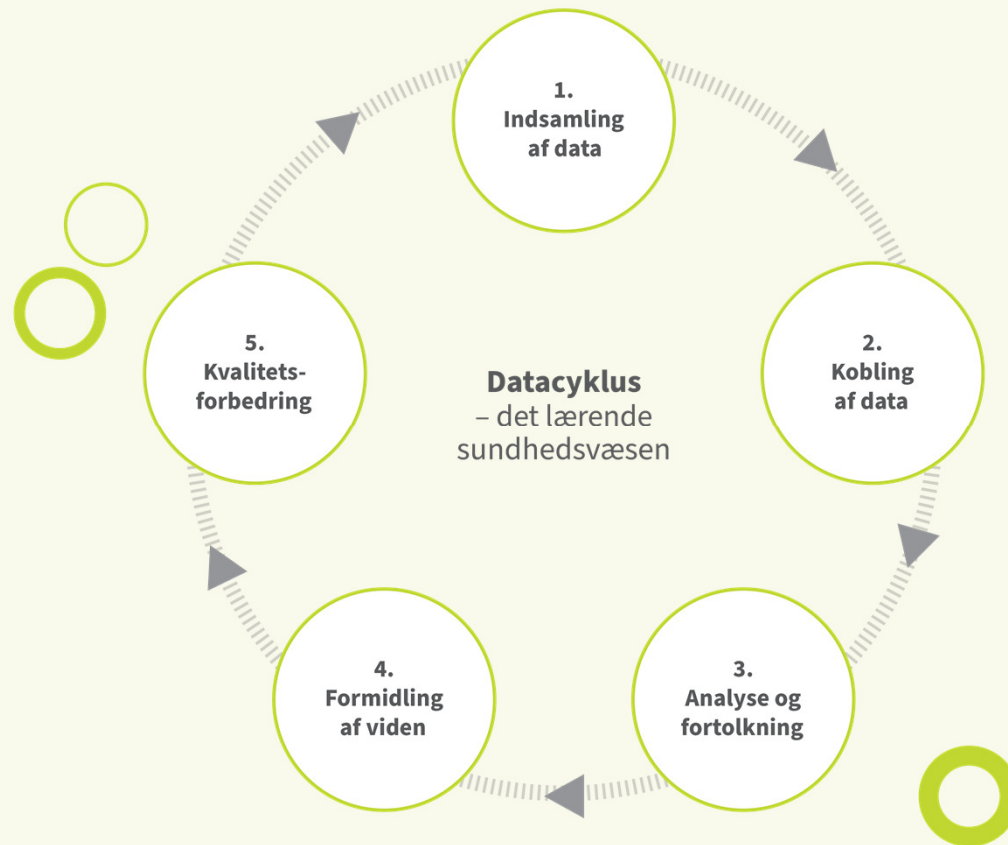 1.
Indsamling
af data
2.
Kobling
af data
3.
Analyse og
fortolkning
4.
Formidling
af viden
5.
Kvalitets-
forbedring
Datacyklus
– det lærende
sundhedsvæsen